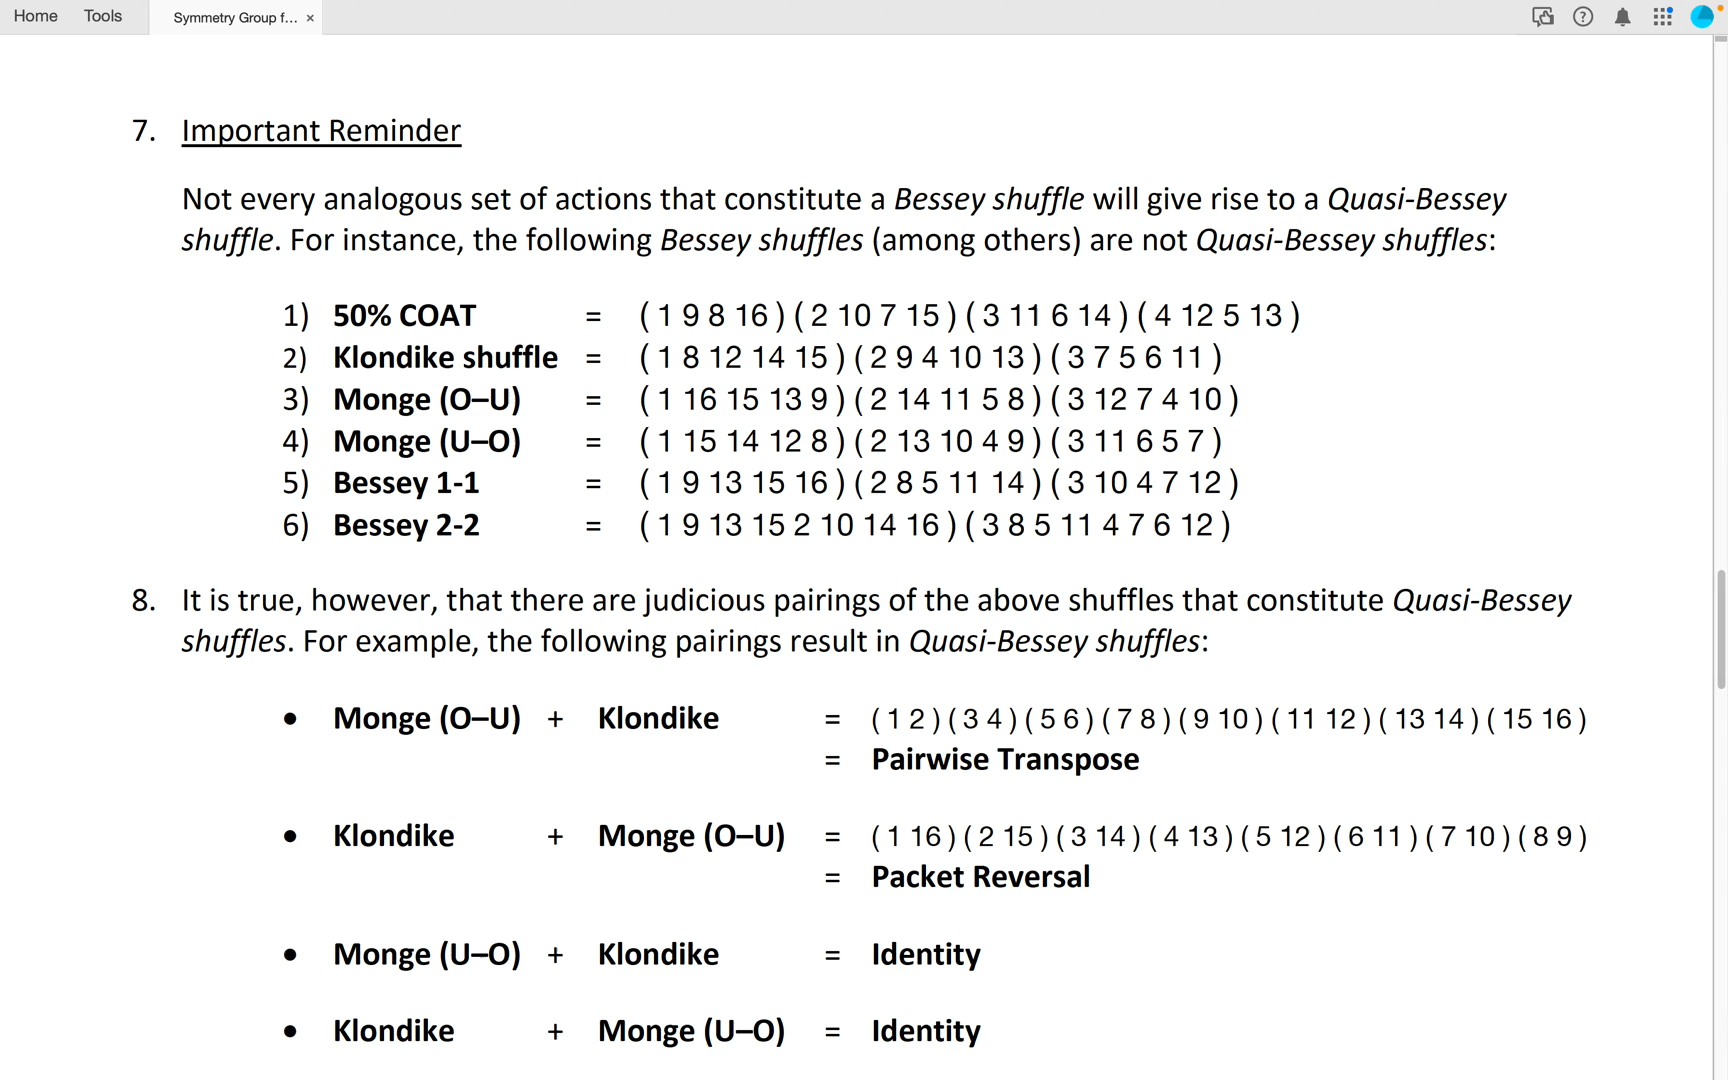 Home Tools Symmetry Group f... ×
7. Important Reminder
Not every analogous set of actions that constitute a Bessey shuffle will give rise to a Quasi-Bessey
shuffle. For instance, the following Bessey shuffles (among others) are not Quasi-Bessey shuffles:
1) 50% COAT = ( 1 9 8 16 ) ( 2 10 7 15 ) ( 3 11 6 14 ) ( 4 12 5 13 )
2) Klondike shuffle = ( 1 8 12 14 15 ) ( 2 9 4 10 13 ) ( 3 7 5 6 11 )
3) Monge (O–U) = ( 1 16 15 13 9 ) ( 2 14 11 5 8 ) ( 3 12 7 4 10 )
4) Monge (U–O) = ( 1 15 14 12 8 ) ( 2 13 10 4 9 ) ( 3 11 6 5 7 )
5) Bessey 1-1 = ( 1 9 13 15 16 ) ( 2 8 5 11 14 ) ( 3 10 4 7 12 )
6) Bessey 2-2 = ( 1 9 13 15 2 10 14 16 ) ( 3 8 5 11 4 7 6 12 )
8. It is true, however, that there are judicious pairings of the above shuffles that constitute Quasi-Bessey
shuffles. For example, the following pairings result in Quasi-Bessey shuffles:
• Monge (O–U) + Klondike = ( 1 2 ) ( 3 4 ) ( 5 6 ) ( 7 8 ) ( 9 10 ) ( 11 12 ) ( 13 14 ) ( 15 16 )
= Pairwise Transpose
• Klondike + Monge (O–U) = ( 1 16 ) ( 2 15 ) ( 3 14 ) ( 4 13 ) ( 5 12 ) ( 6 11 ) ( 7 10 ) ( 8 9 )
= Packet Reversal
• Monge (U–O) + Klondike = Identity
• Klondike + Monge (U–O) = Identity